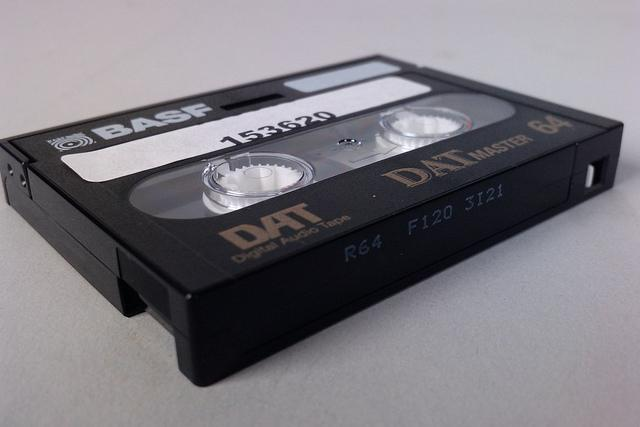 BASF
153620
DAT MASTER 64
DAT
Digital Audio Tape
R64 F120 3I21